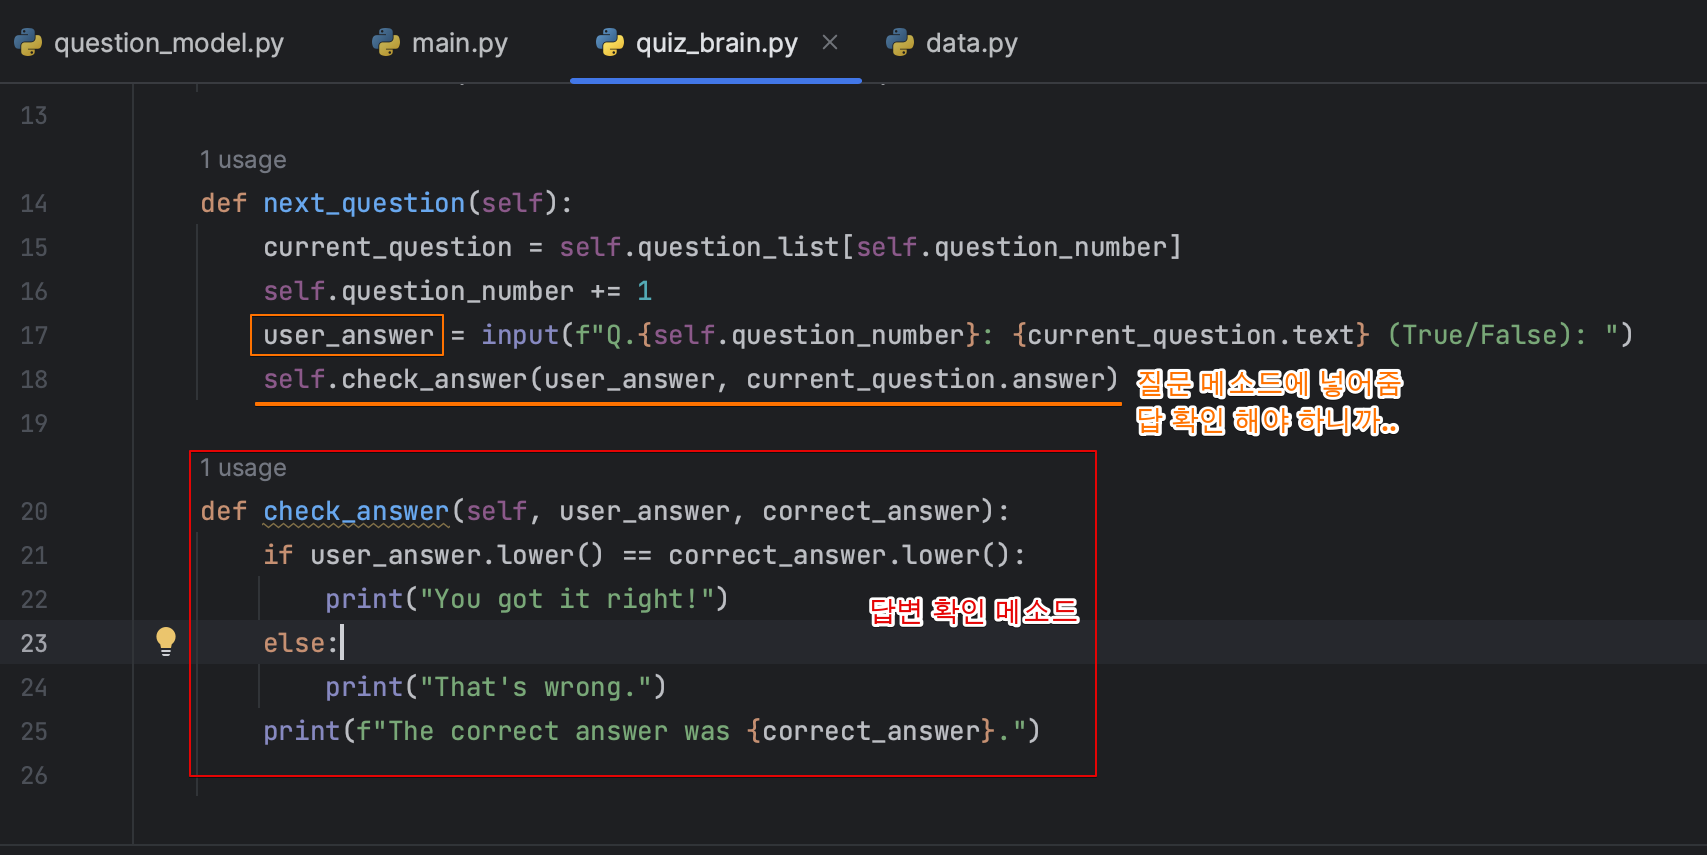 question_model.py main.py quiz_brain.py data.py
13
1 usage
14 def next_question(self):
15 current_question = self.question_list[self.question_number]
16 self.question_number += 1
17 user_answer = input(f"Q.{self.question_number}: {current_question.text} (True/False): ")
18 self.check_answer(user_answer, current_question.answer)
질문 메소드에 넣어줌
답 확인 해야 하니까..
19
1 usage
20 def check_answer(self, user_answer, correct_answer):
21 if user_answer.lower() == correct_answer.lower():
22 print("You got it right!")
답변 확인 메소드
23 else:
24 print("That's wrong.")
25 print(f"The correct answer was {correct_answer}.")
26